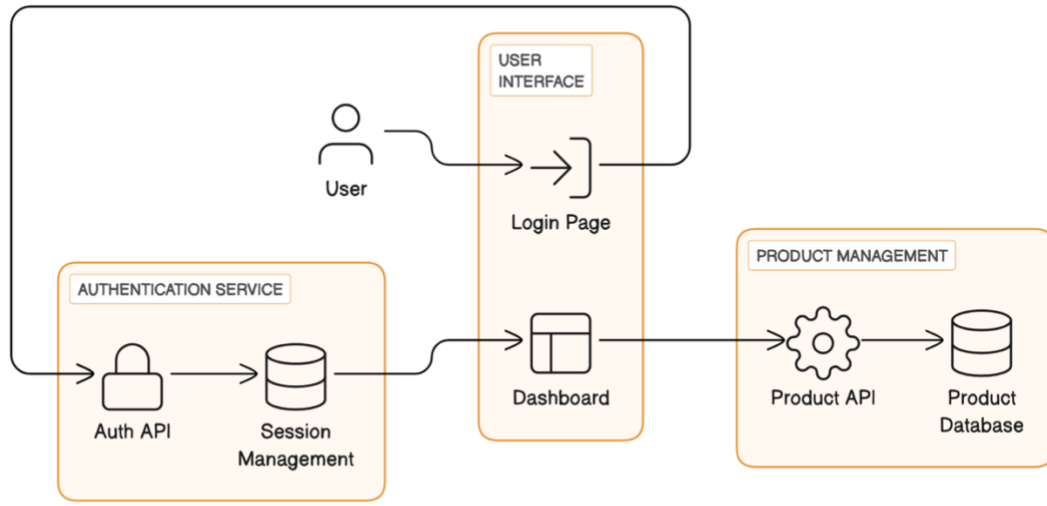 USER
INTERFACE
User
Login Page
AUTHENTICATION SERVICE
PRODUCT MANAGEMENT
Auth API
Session
Management
Dashboard
Product API
Product
Database